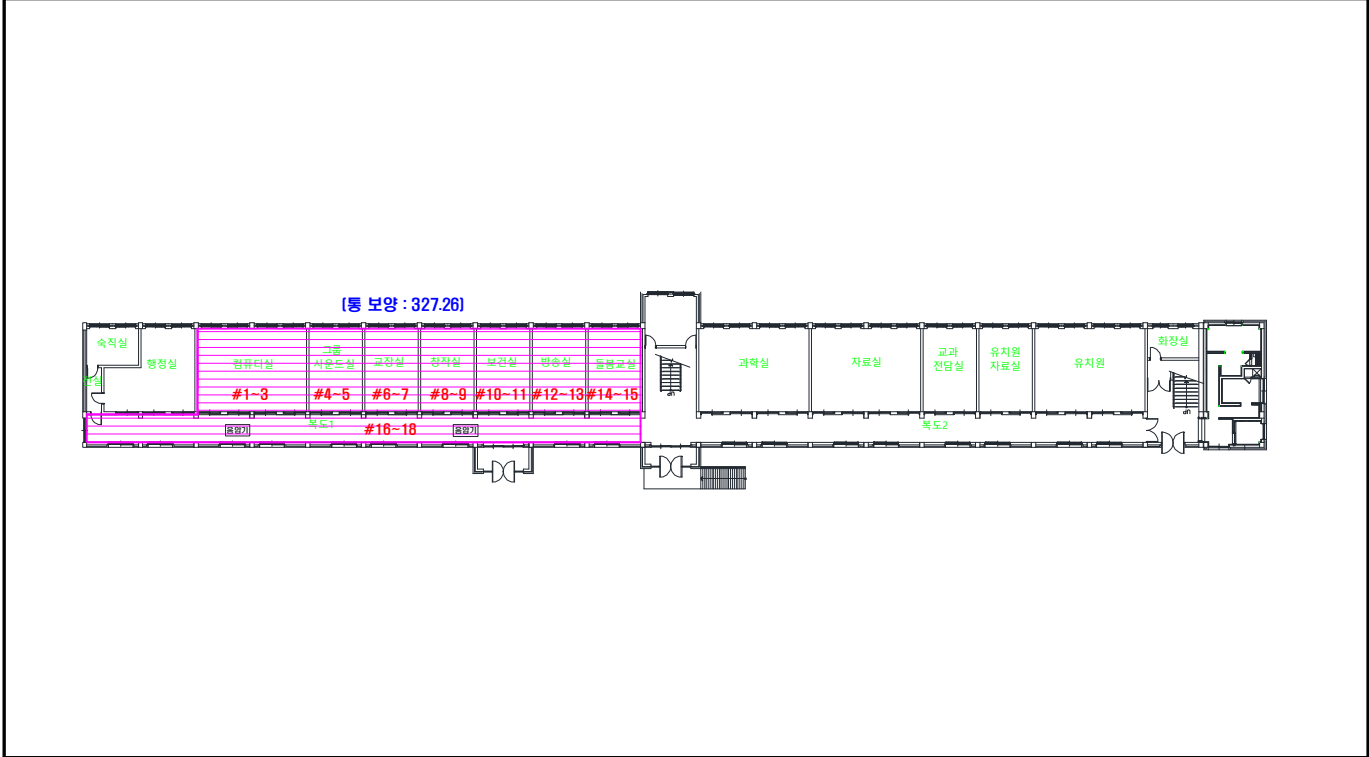 (통 보양 : 327.26)
숙직실
행정실
컴퓨터실
그룹
사운드실
교장실
창작실
보건실
방송실
돌봄교실
과학실
자료실
교과
전담실
유치원
자료실
유치원
화장실
#1~3
#4~5
#6~7
#8~9
#10~11
#12~13
#14~15
음압기
복도1
#16~18
음압기
복도2